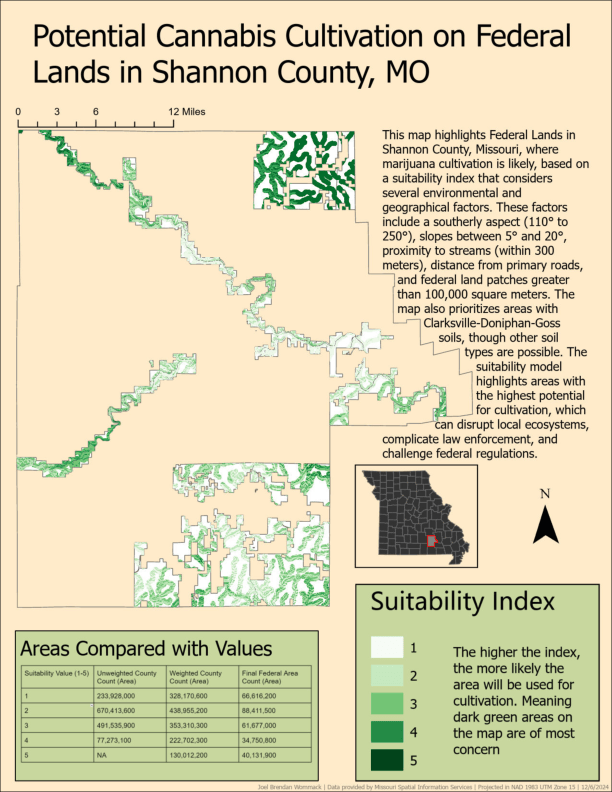 Potential Cannabis Cultivation on Federal
Lands in Shannon County, MO
0 3 6 12 Miles
This map highlights Federal Lands in
Shannon County, Missouri, where
marijuana cultivation is likely, based on
a suitability index that considers
several environmental and
geographical factors. These factors
include a southerly aspect (110° to
250°), slopes between 5° and 20°,
proximity to streams (within 300
meters), distance from primary roads,
and federal land patches greater
than 100,000 square meters. The
map also prioritizes areas with
Clarksville-Doniphan-Goss
soils, though other soil
types are possible. The
suitability model
highlights areas with
the highest potential
for cultivation, which
can disrupt local ecosystems,
complicate law enforcement, and
challenge federal regulations.
N
Suitability Index
1
2
3
4
5
The higher the index,
the more likely the
area will be used for
cultivation. Meaning
dark green areas on
the map are of most
concern
Areas Compared with Values
Suitability Value (1-5) Unweighted County Count (Area) Weighted County Count (Area) Final Federal Area Count (Area)
1 233,928,000 328,170,600 66,616,200
2 670,413,600 438,955,200 88,411,500
3 491,535,900 353,310,300 61,677,000
4 77,273,100 222,702,300 34,750,800
5 NA 130,012,200 40,131,900
Joel Brendan Wommack | Data provided by Missouri Spatial Information Services | Projected in NAD 1983 UTM Zone 15 | 12/6/2024